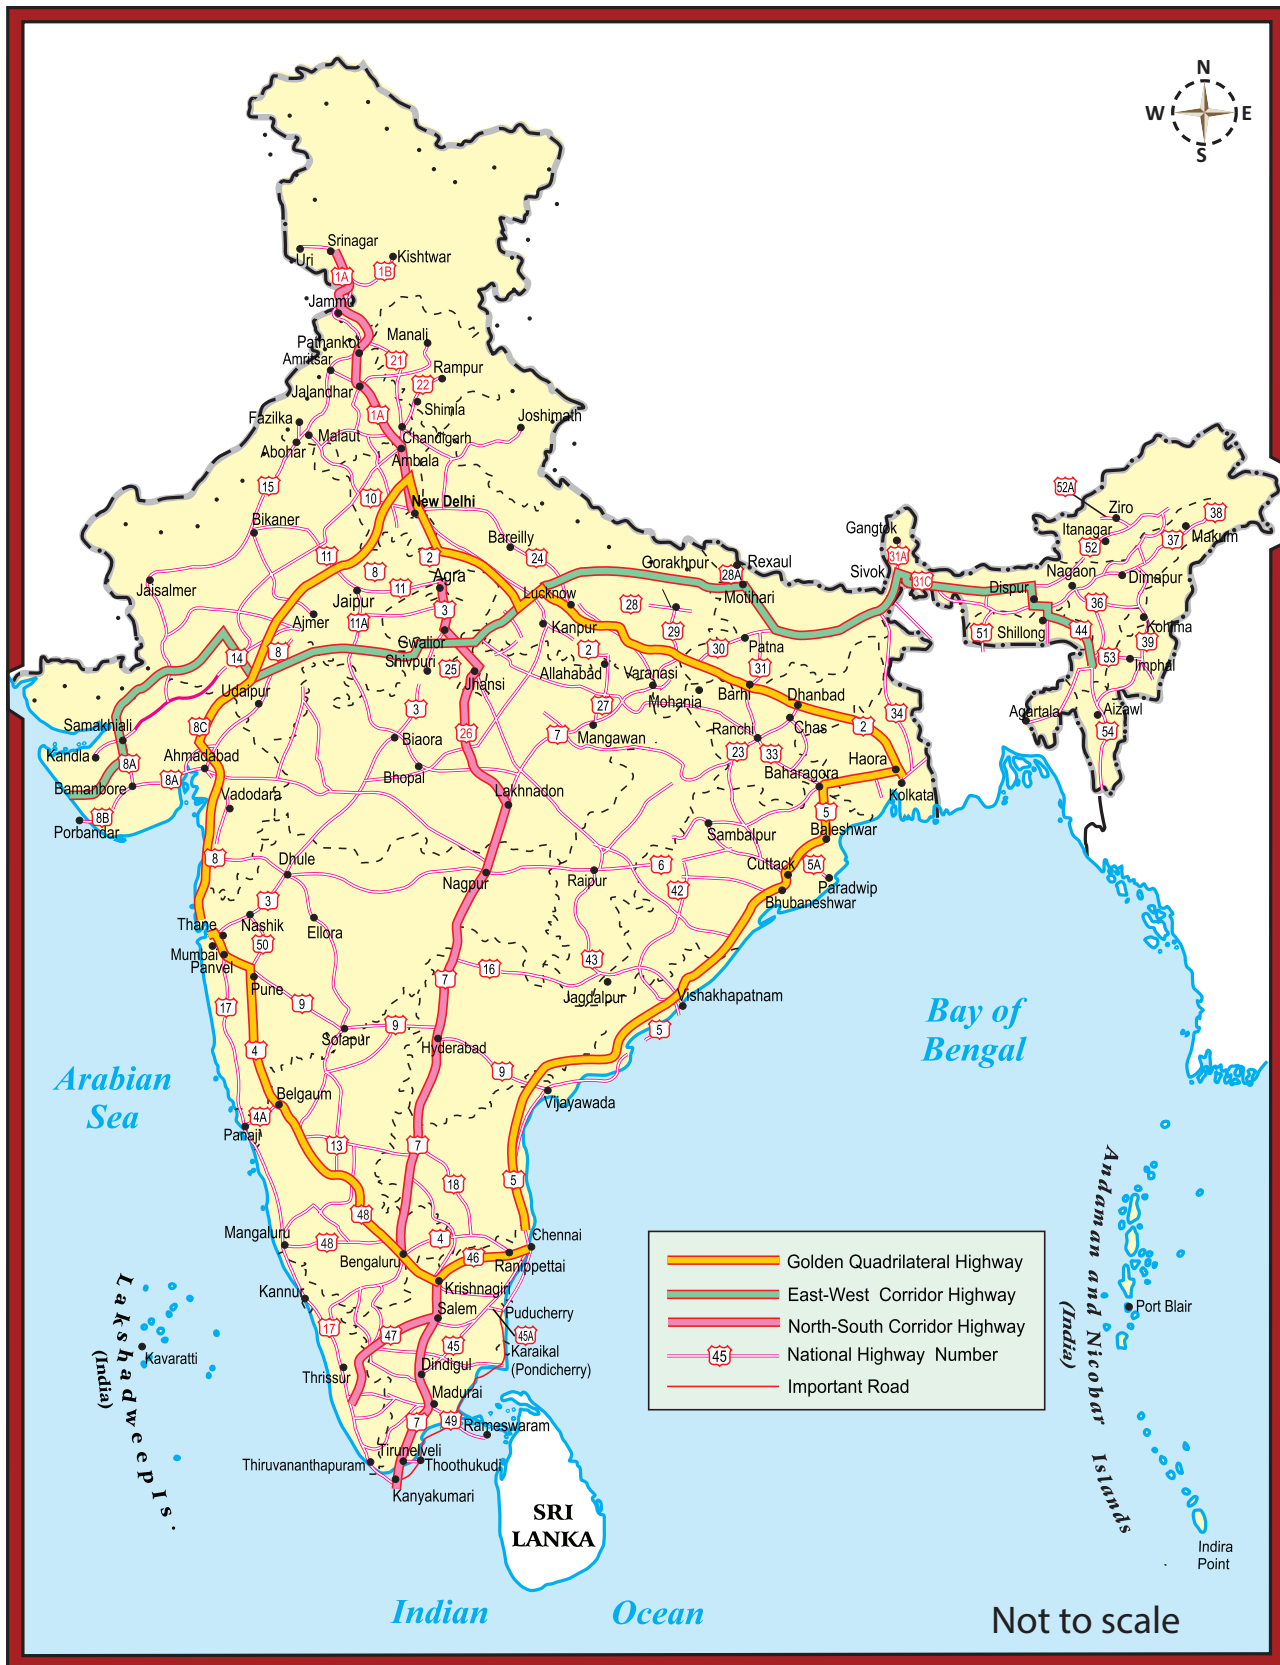 N
W
E
S
Srinagar
Uri
Kishtwar
1A
1B
Jammu
Pathankot
Manali
Amritsar
21
Rampur
22
Jalandhar
Shimla
1A
Fazilka
Joshimath
Malaut
Chandigarh
Abohar
Ambala
15
10
New Delhi
52A
Ziro
38
Bikaner
Gangtok
Itanagar
Makum
Bareilly
52
37
11
2
24
Gorakhpur
Rexaul
31A
8
Agra
28A
Sivok
31C
Nagaon
Dimapur
Jaisalmer
11
Lucknow
Motihari
Dispur
Jaipur
3
28
36
Ajmer
11A
Kanpur
29
51
Shillong
44
Kohima
Gwalior
2
30
Patna
39
14
8
Shivpuri
25
Allahabad
Varanasi
31
53
Imphal
Udaipur
Jhansi
Mohania
Barhi
Dhanbad
3
27
34
Agartala
Aizawl
Samakhiali
8C
26
7
Mangawan
Ranchi
Chas
2
54
Biaora
23
33
Kandla
8A
Ahmadabad
Haora
Bhopal
Baharagora
Bamanbore
8A
Vadodara
Lakhnadon
Kolkata
8B
5
Porbandar
Sambalpur
Baleshwar
8
Dhule
6
Cuttack
5A
Nagpur
Raipur
42
Paradwip
3
Bhubaneshwar
Thane
Nashik
Ellora
Mumbai
50
Panvel
43
7
16
Pune
Jagdalpur
Vishakhapatnam
17
9
Bay of
Bengal
9
5
Solapur
Hyderabad
4
9
Arabian
Sea
Belgaum
Vijayawada
4A
Panaji
13
7
18
5
48
Mangaluru
48
4
Chennai
Bengaluru
46
Ranippettai
Kannur
Krishnagiri
Salem
Puducherry
17
47
45
45A
Karaikal
(Pondicherry)
Thrissur
Dindigul
Madurai
7
49
Rameswaram
Tirunelveli
Thiruvananthapuram
Thoothukudi
Kanyakumari
Lakshadweep Is.
(India)
Kavaratti
SRI
LANKA
Andaman and Nicobar Islands
(India)
Port Blair
Indira
Point
Golden Quadrilateral Highway
East-West Corridor Highway
North-South Corridor Highway
45
National Highway Number
Important Road
Indian Ocean
Not to scale